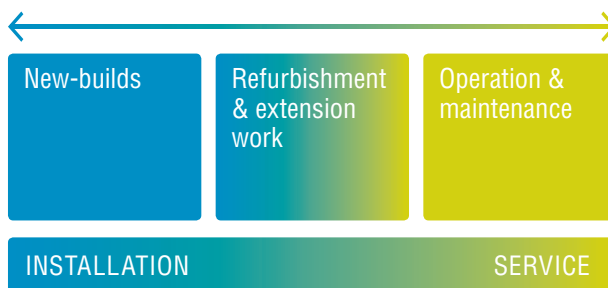 New-builds
Refurbishment
& extension
work
Operation &
maintenance
INSTALLATION
SERVICE